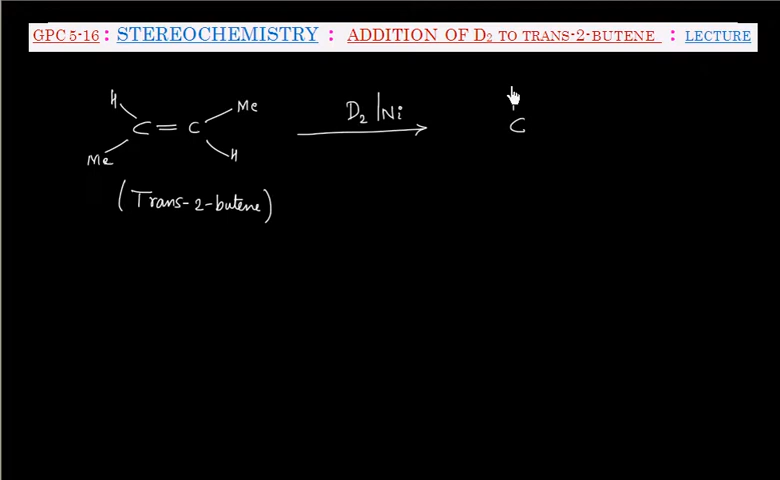 GPC 5-16 : STEREOCHEMISTRY : ADDITION OF D₂ TO TRANS-2-BUTENE : LECTURE
H Me
D₂/Ni
C = C C
Me H
(Trans-2-butene)